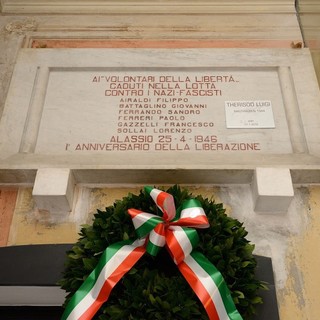 AI "VOLONTARI DELLA LIBERTÀ"
CADUTI NELLA LOTTA
CONTRO I NAZI-FASCISTI
AIRALDI FILIPPO
BATTAGLINO GIOVANNI
FERRANDO SANDRO
FERRERI PAOLO
GAZZELLI FRANCESCO
SOLLAI LORENZO
ALASSIO 25-4-1946
I° ANNIVERSARIO DELLA LIBERAZIONE
LUIGI